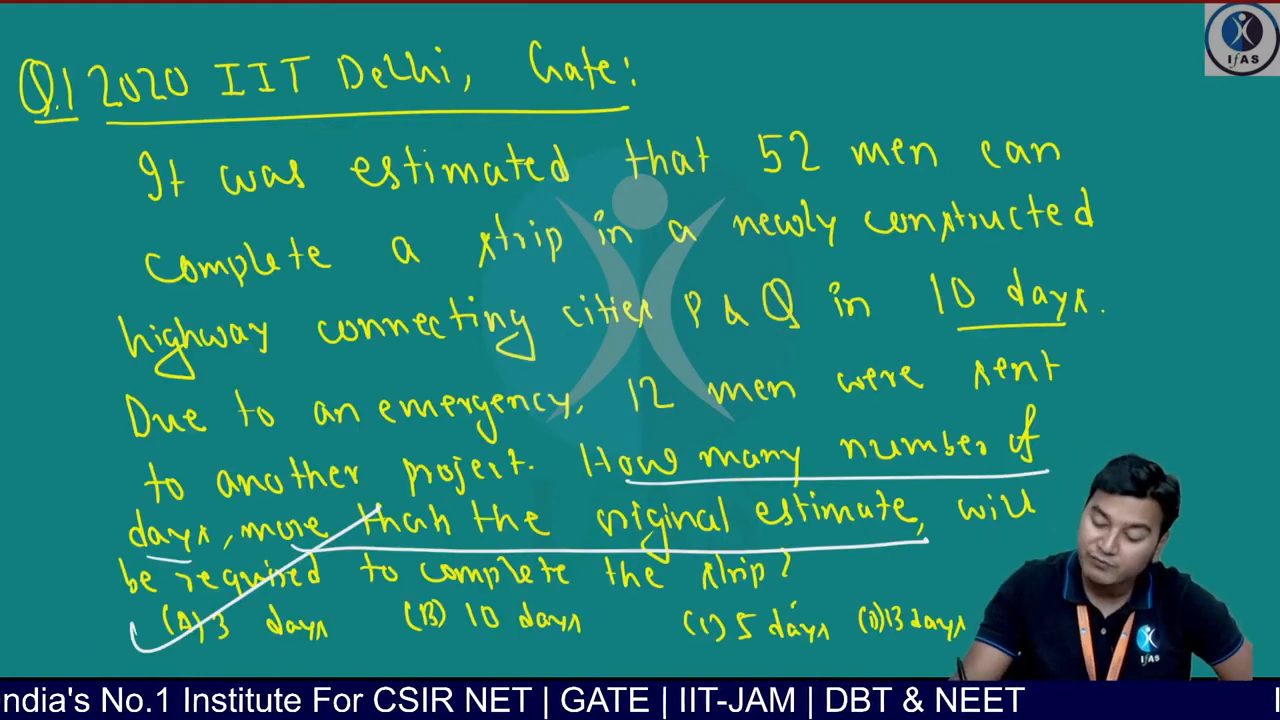 IfAS
Q.1 2020 IIT Delhi, Gate:
It was estimated that 52 men can
complete a strip in a newly constructed
highway connecting cities P & Q in 10 days.
Due to an emergency, 12 men were sent
to another project. How many number of
days, more than the original estimate, will
be required to complete the strip?
(A) 3 days (B) 10 days (C) 5 days (D) 13 days
IfAS
ndia's No.1 Institute For CSIR NET | GATE | IIT-JAM | DBT & NEET I